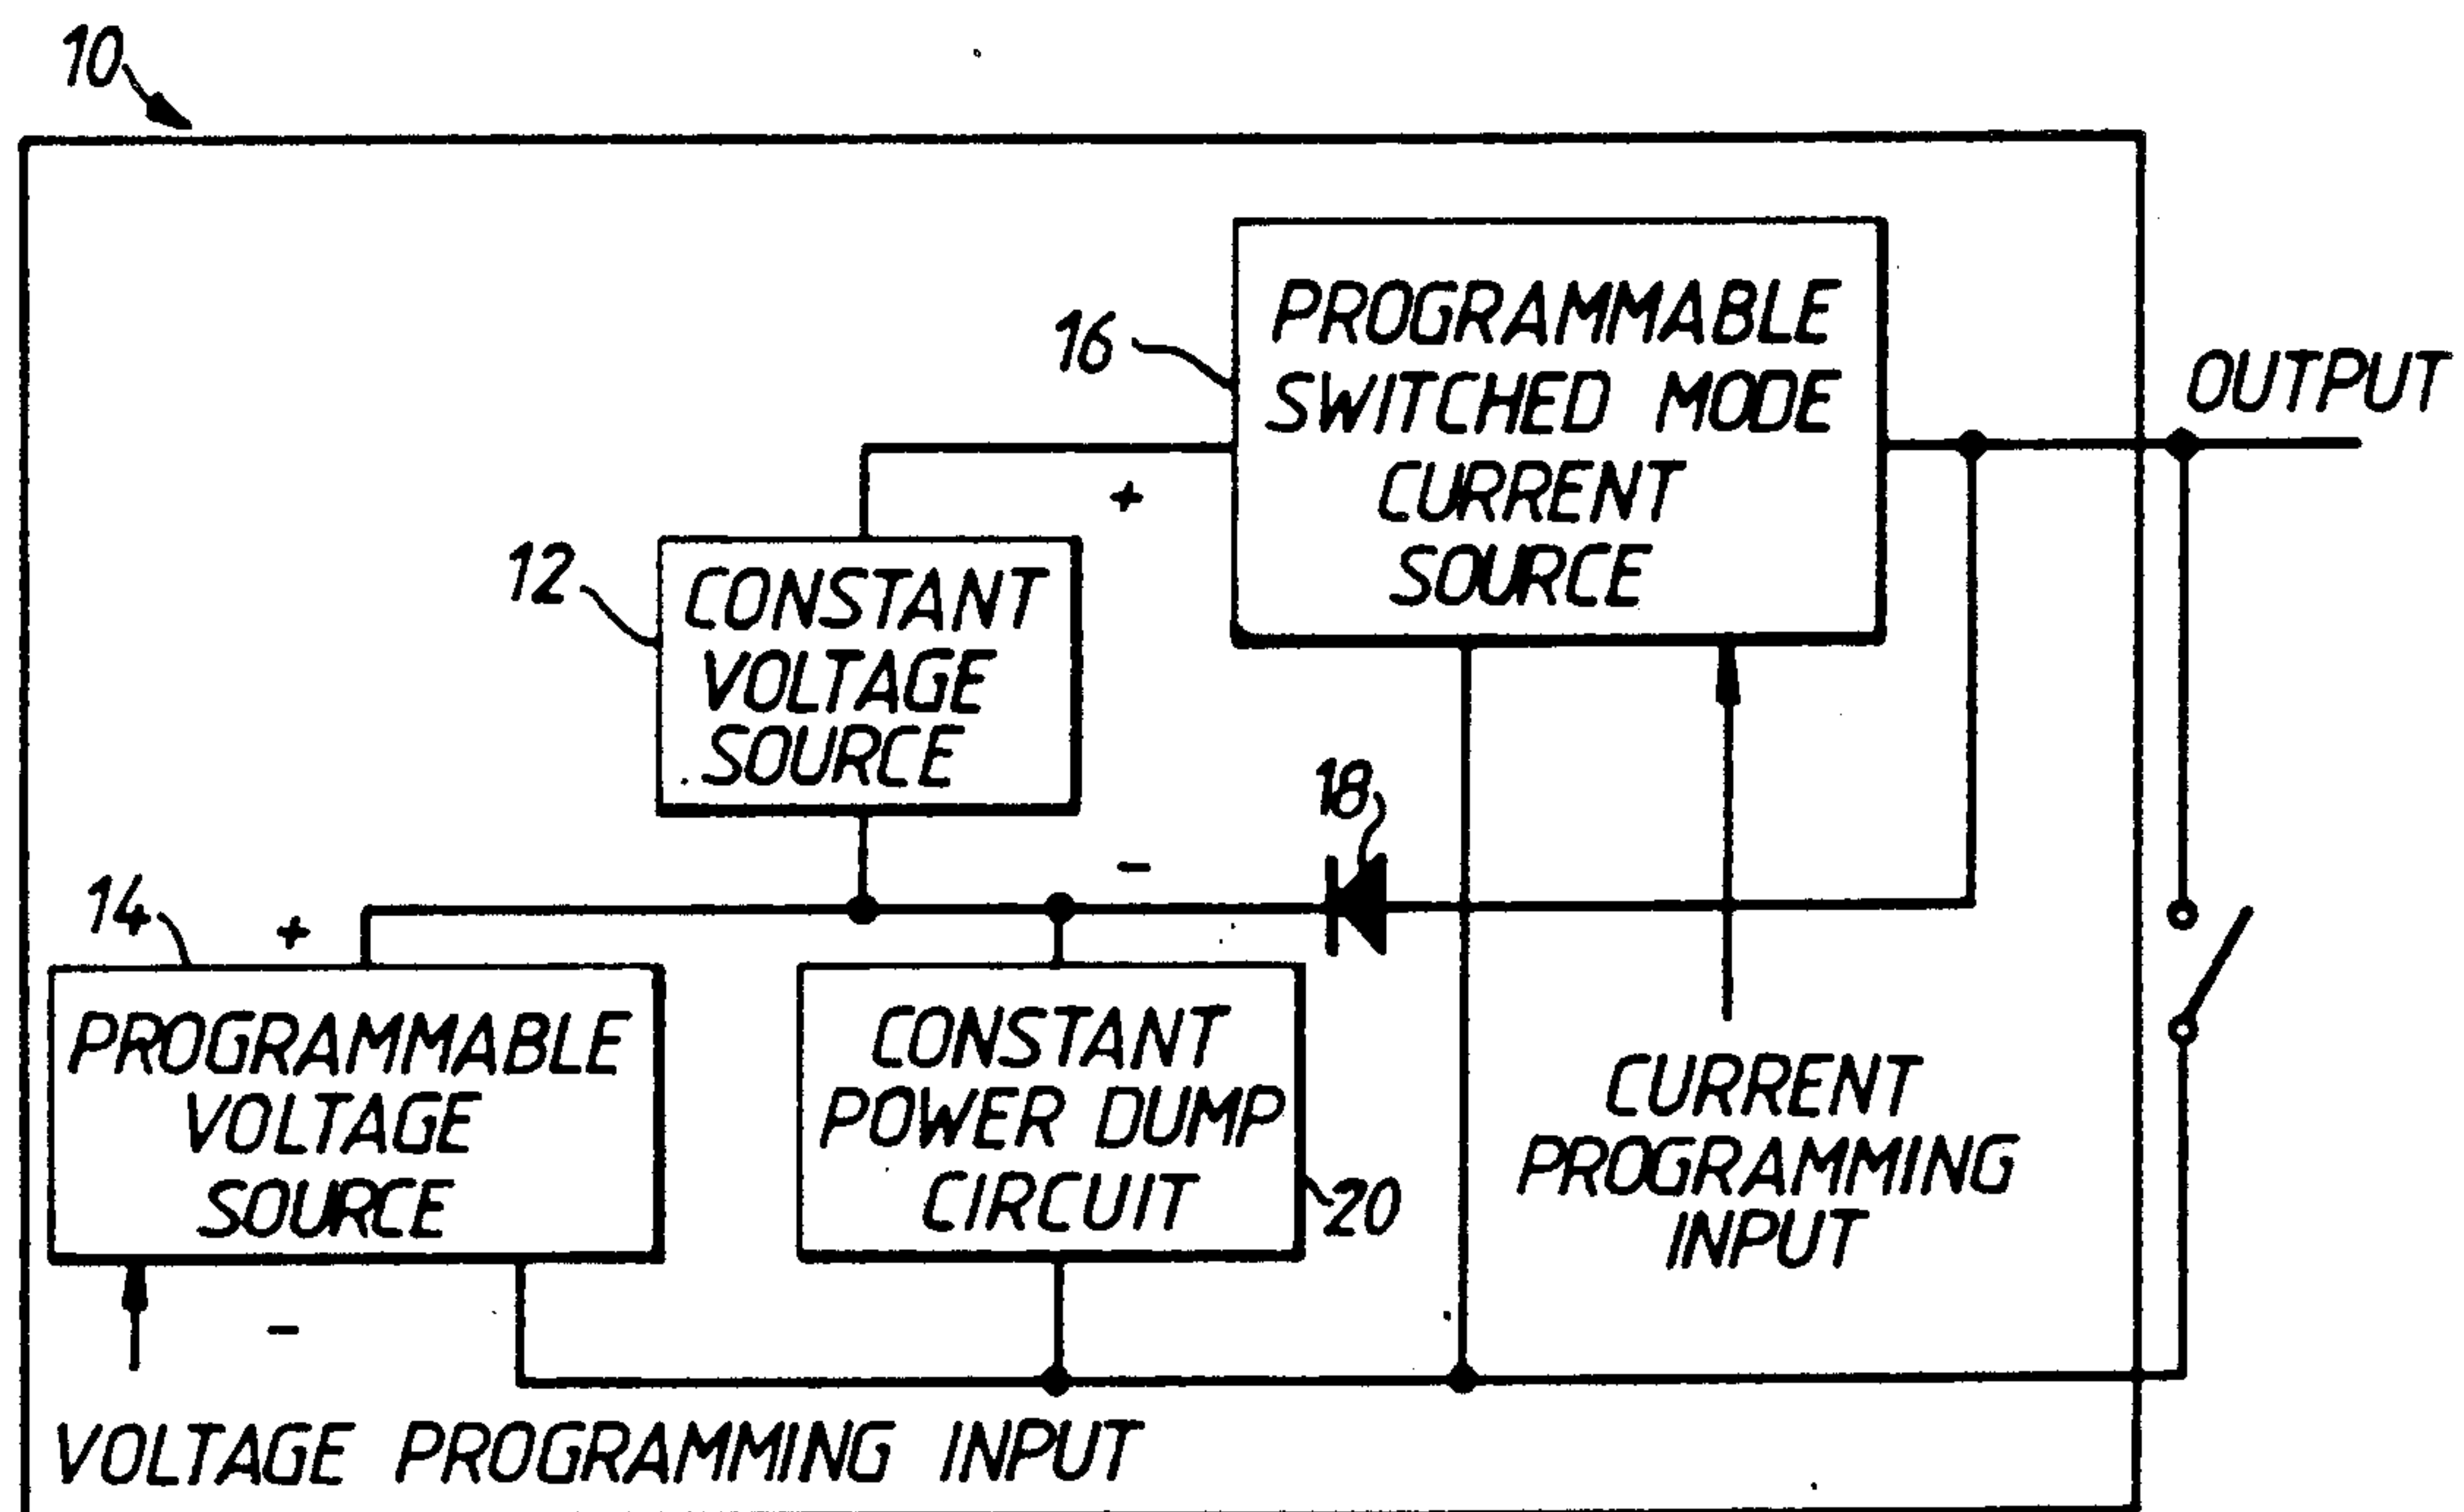 10
PROGRAMMABLE
SWITCHED MODE
CURRENT
SOURCE
16
OUTPUT
+
12
CONSTANT
VOLTAGE
SOURCE
18
-
14
+
PROGRAMMABLE
VOLTAGE
SOURCE
CONSTANT
POWER DUMP
CIRCUIT
20
CURRENT
PROGRAMMING
INPUT
-
VOLTAGE PROGRAMMING INPUT